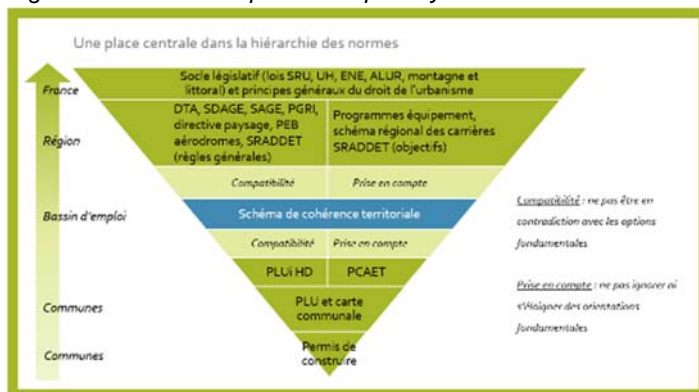 Une place centrale dans la hiérarchie des normes
France
Socle législatif (lois SRU, UH, ENE, ALUR, montagne et
littoral) et principes généraux du droit de l'urbanisme
Région
DTA, SDAGE, SAGE, PGRI,
directive paysage, PEB
aérodromes, SRADDET
(règles générales)
Programmes équipement,
schéma régional des carrières
SRADDET (objectifs)
Compatibilité
Prise en compte
Bassin d'emploi
Schéma de cohérence territoriale
Compatibilité
Prise en compte
PLUi HD
PCAET
Communes
PLU et carte
communale
Communes
Permis de
construire
Compatibilité : ne pas être en
contradiction avec les options
fondamentales
Prise en compte : ne pas ignorer ni
s'éloigner des orientations
fondamentales